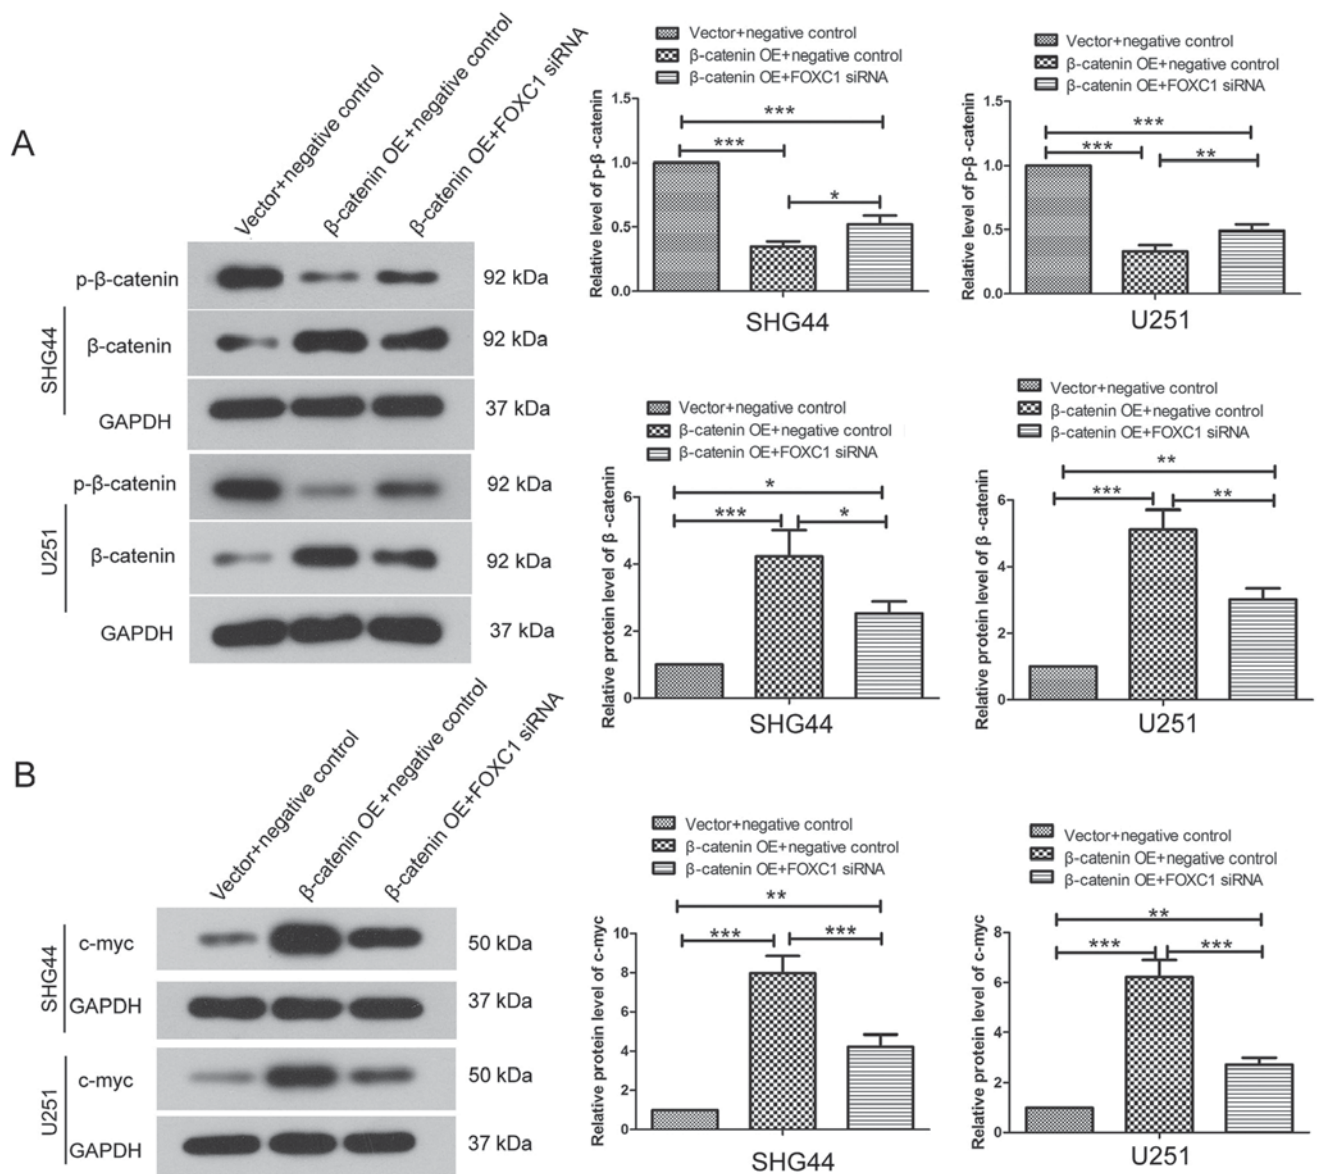 A
Vector+negative control
β-catenin OE+negative control
β-catenin OE+FOXC1 siRNA
SHG44
p-β-catenin
92 kDa
β-catenin
92 kDa
GAPDH
37 kDa
U251
p-β-catenin
92 kDa
β-catenin
92 kDa
GAPDH
37 kDa
Vector+negative control
β-catenin OE+negative control
β-catenin OE+FOXC1 siRNA
Relative level of p-β -catenin
1.5
1.0
0.5
0.0
***
***
*
SHG44
Vector+negative control
β-catenin OE+negative control
β-catenin OE+FOXC1 siRNA
Relative level of p-β -catenin
1.5
1.0
0.5
0.0
***
***
**
U251
Vector+negative control
β-catenin OE+negative control
β-catenin OE+FOXC1 siRNA
Relative protein level of β -catenin
6
4
2
0
*
***
*
SHG44
Vector+negative control
β-catenin OE+negative control
β-catenin OE+FOXC1 siRNA
Relative protein level of β -catenin
6
4
2
0
**
***
**
U251
B
Vector+negative control
β-catenin OE+negative control
β-catenin OE+FOXC1 siRNA
SHG44
c-myc
50 kDa
GAPDH
37 kDa
U251
c-myc
50 kDa
GAPDH
37 kDa
Vector+negative control
β-catenin OE+negative control
β-catenin OE+FOXC1 siRNA
Relative protein level of c-myc
10
8
6
4
2
0
**
***
***
SHG44
Vector+negative control
β-catenin OE+negative control
β-catenin OE+FOXC1 siRNA
Relative protein level of c-myc
8
6
4
2
0
**
***
***
U251